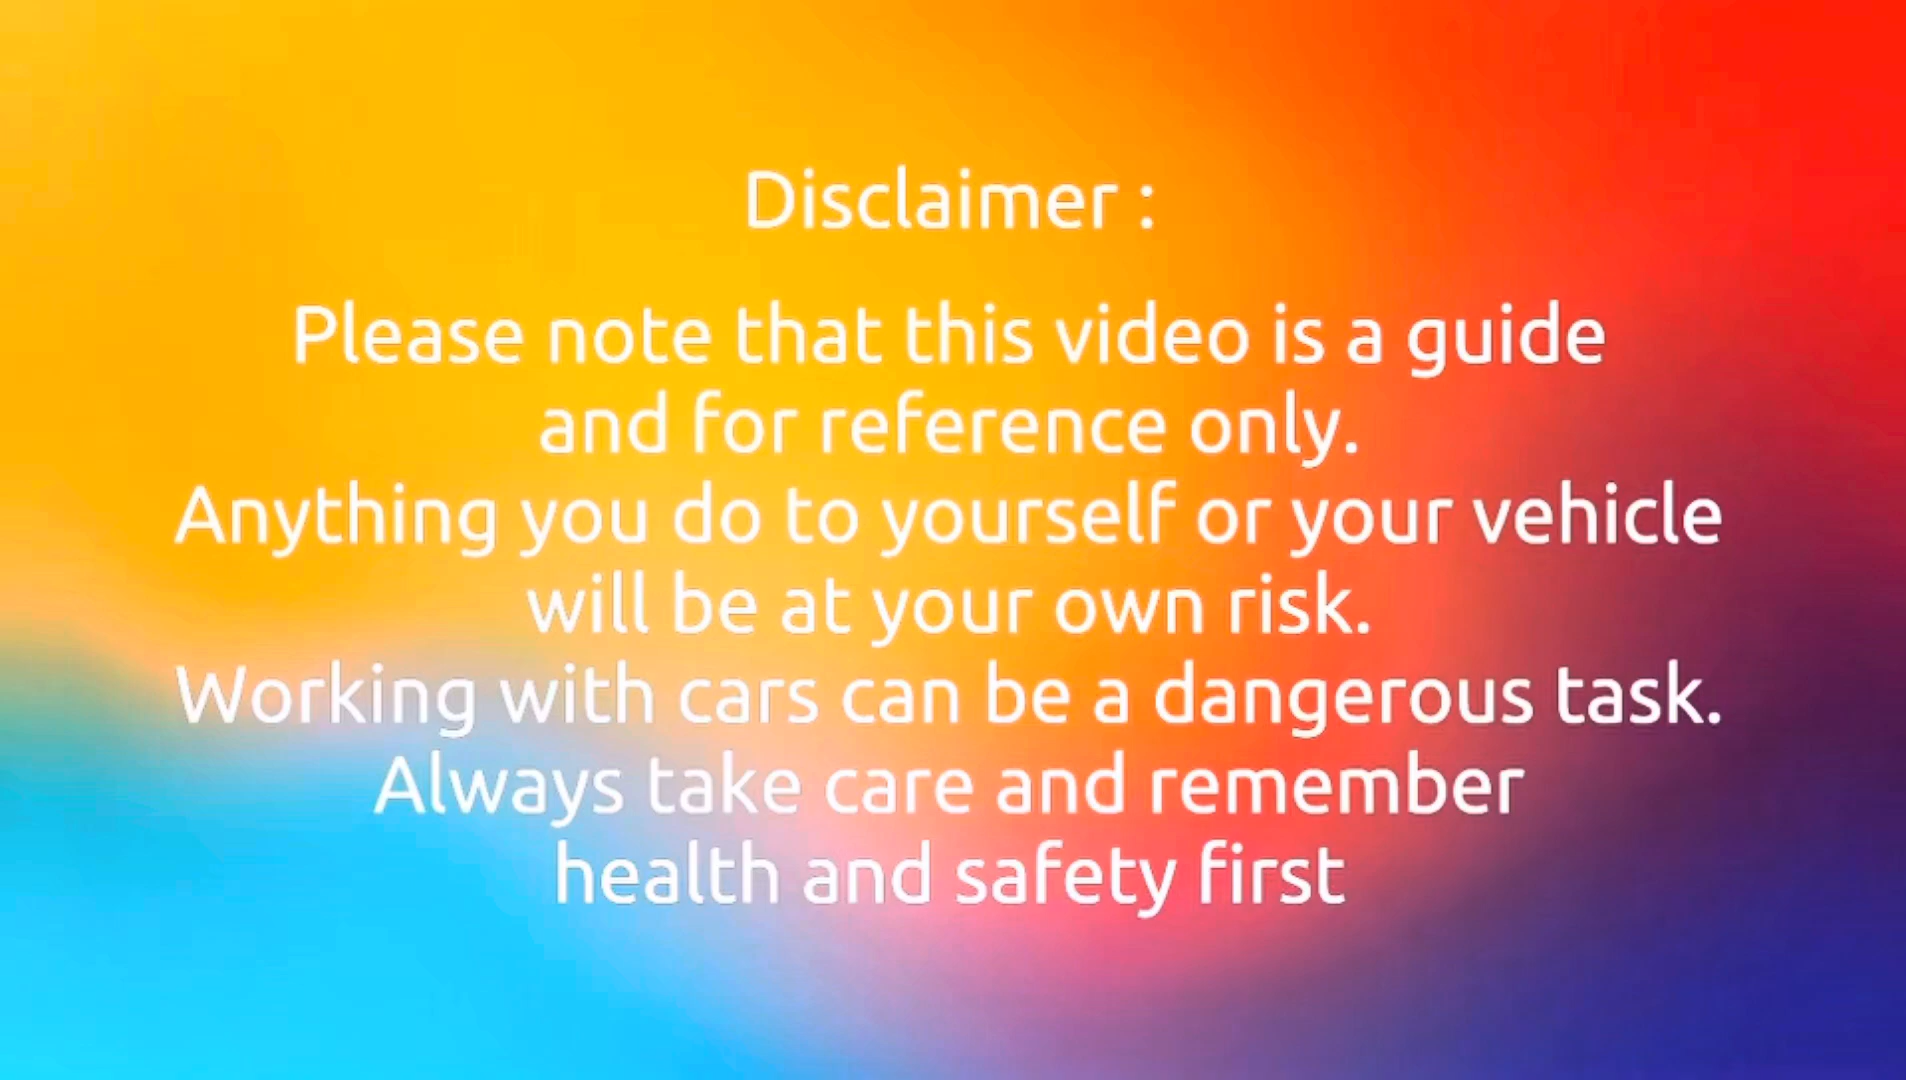 Disclaimer :
Please note that this video is a guide
and for reference only.
Anything you do to yourself or your vehicle
will be at your own risk.
Working with cars can be a dangerous task.
Always take care and remember
health and safety first